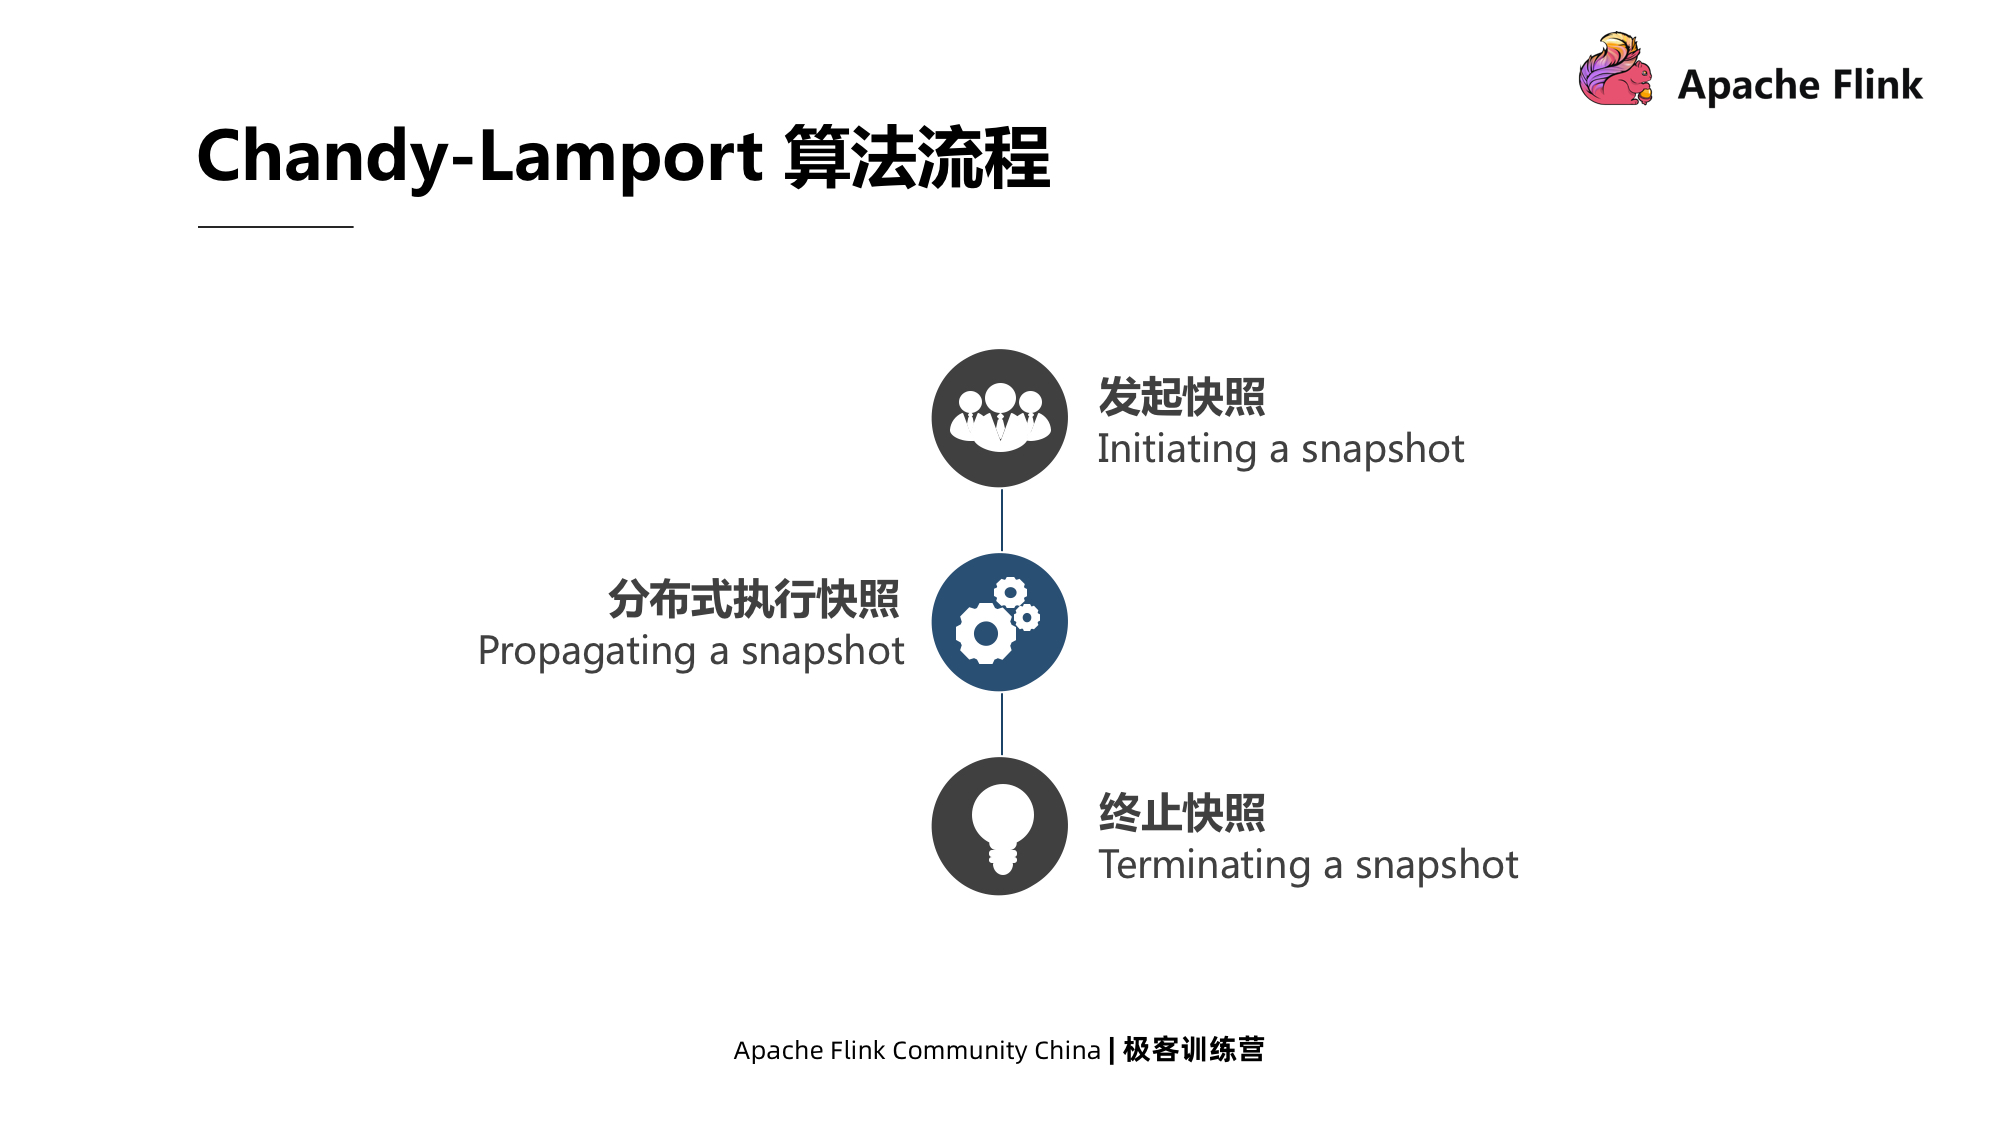 Apache Flink
Chandy-Lamport 算法流程
发起快照
Initiating a snapshot
分布式执行快照
Propagating a snapshot
终止快照
Terminating a snapshot
Apache Flink Community China | 极客训练营